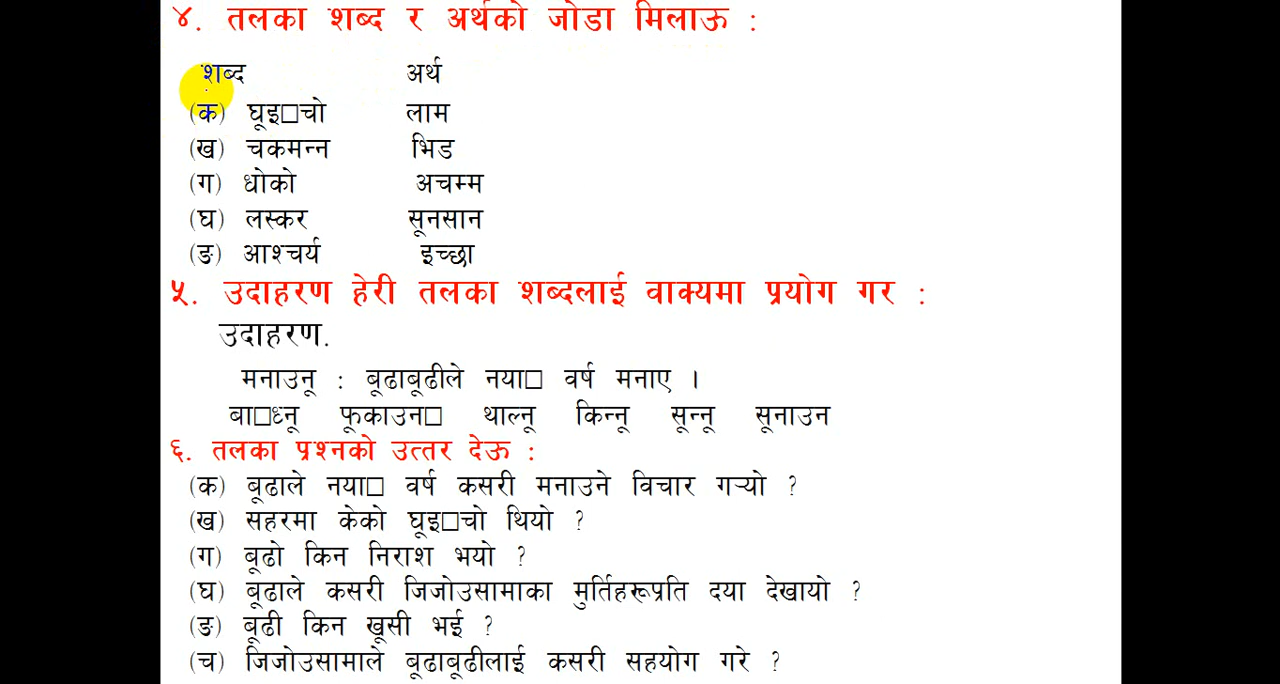 ४. तलका शब्द र अर्थको जोडा मिलाऊ :
शब्द अर्थ
(क) घूइ□चो लाम
(ख) चकमन्न भिड
(ग) धोको अचम्म
(घ) लस्कर सूनसान
(ङ) आश्चर्य इच्छा
५. उदाहरण हेरी तलका शब्दलाई वाक्यमा प्रयोग गर :
उदाहरण.
मनाउनू : बूढाबूढीले नया□ वर्ष मनाए ।
बा□ध्नू फूकाउन□ थाल्नू किन्नू सून्नू सूनाउन
६. तलका प्रश्नको उत्तर देऊ :
(क) बूढाले नया□ वर्ष कसरी मनाउने विचार गऱ्यो ?
(ख) सहरमा केको घूइ□चो थियो ?
(ग) बूढो किन निराश भयो ?
(घ) बूढाले कसरी जिजोउसामाका मुर्तिहरूप्रति दया देखायो ?
(ङ) बूढी किन खूसी भई ?
(च) जिजोउसामाले बूढाबूढीलाई कसरी सहयोग गरे ?